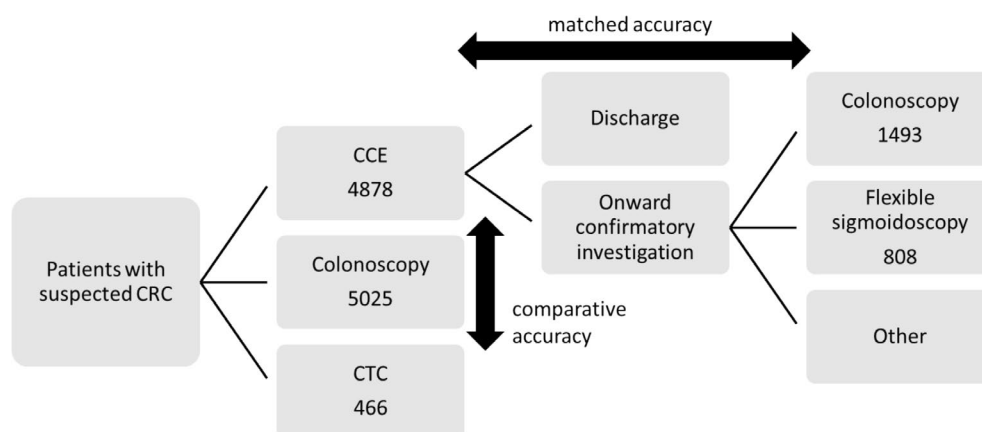 matched accuracy
Patients with
suspected CRC
CCE
4878
Colonoscopy
5025
CTC
466
comparative
accuracy
Discharge
Onward
confirmatory
investigation
Colonoscopy
1493
Flexible
sigmoidoscopy
808
Other